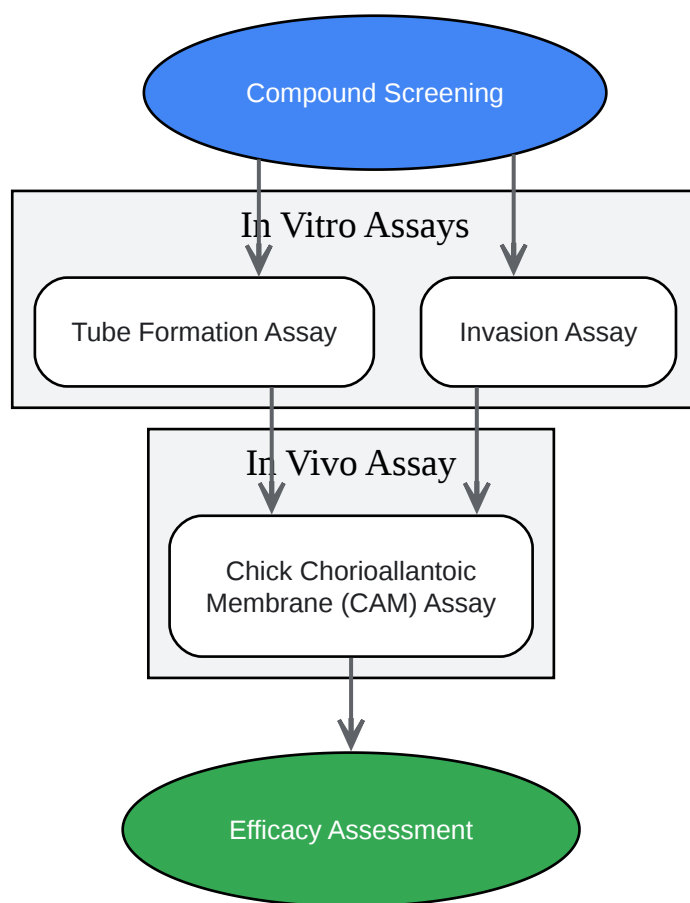 Compound Screening
In Vitro Assays
Tube Formation Assay
Invasion Assay
In Vivo Assay
Chick Chorioallantoic
Membrane (CAM) Assay
Efficacy Assessment